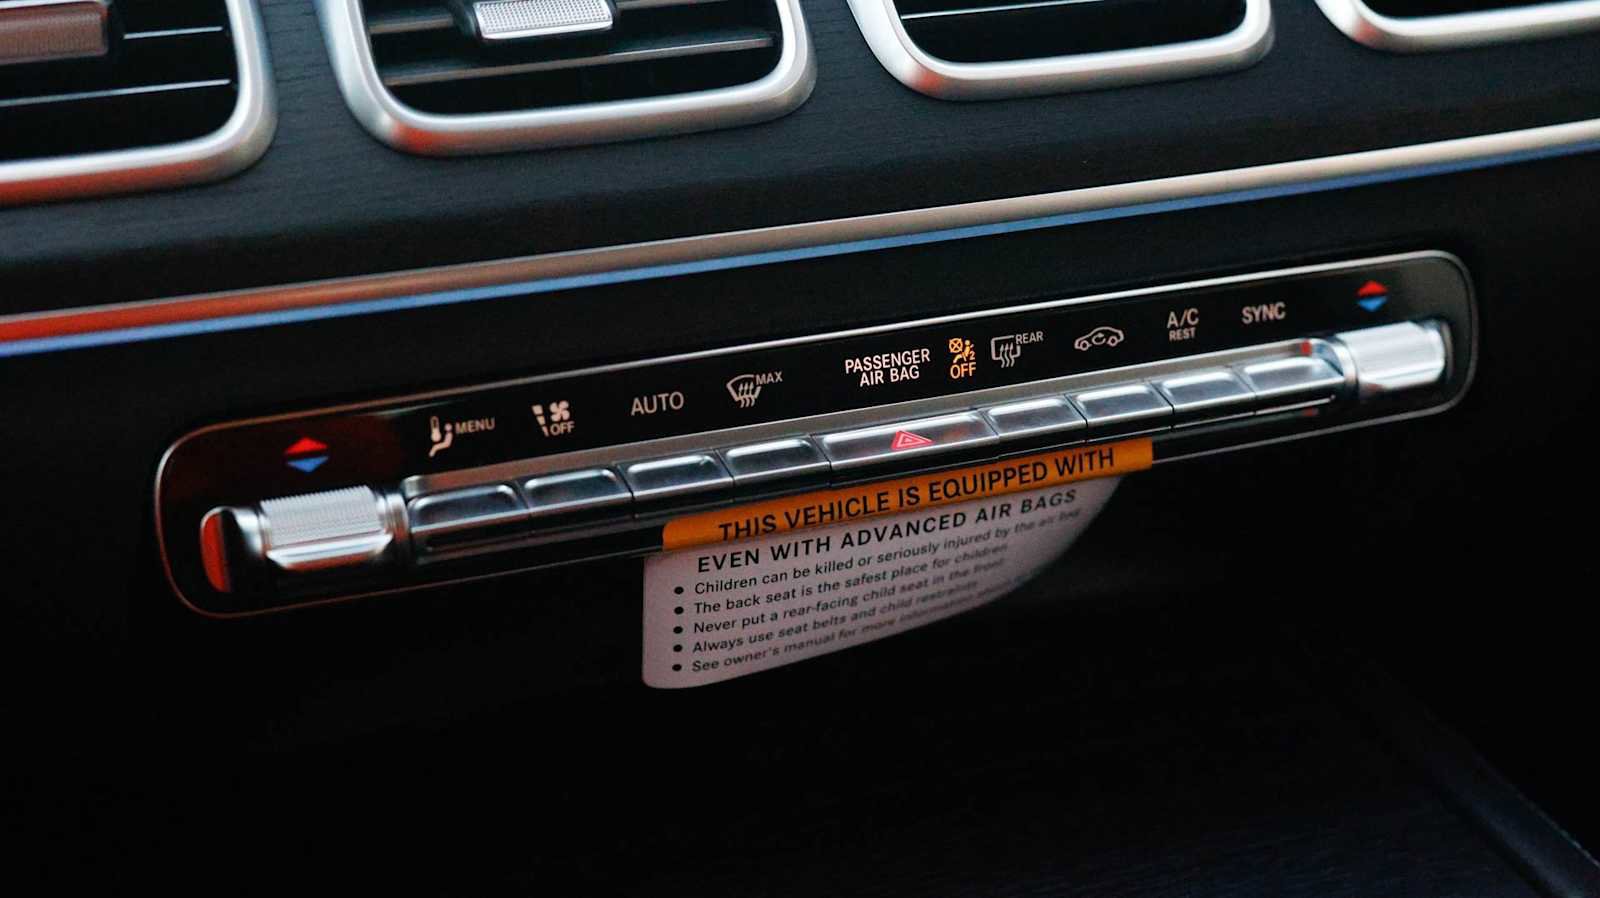 MENU
OFF
AUTO
MAX
PASSENGER
AIR BAG
2
OFF
REAR
A/C
REST
SYNC
THIS VEHICLE IS EQUIPPED WITH
EVEN WITH ADVANCED AIR BAGS
• Children can be killed or seriously injured by the air bag
• The back seat is the safest place for children
• Never put a rear-facing child seat in the front
• Always use seat belts and child restraints
• See owner's manual for more information about